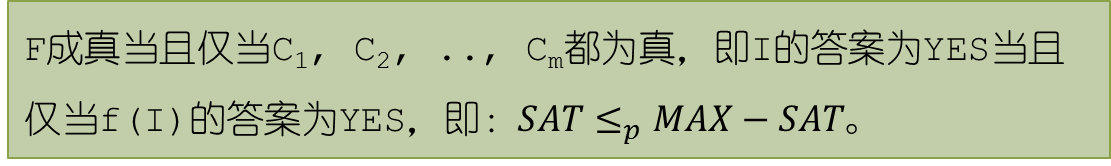 F成真当且仅当C₁, C₂, .., Cₘ都为真，即I的答案为YES当且
仅当f(I)的答案为YES，即: SAT ≤ₚ MAX − SAT。